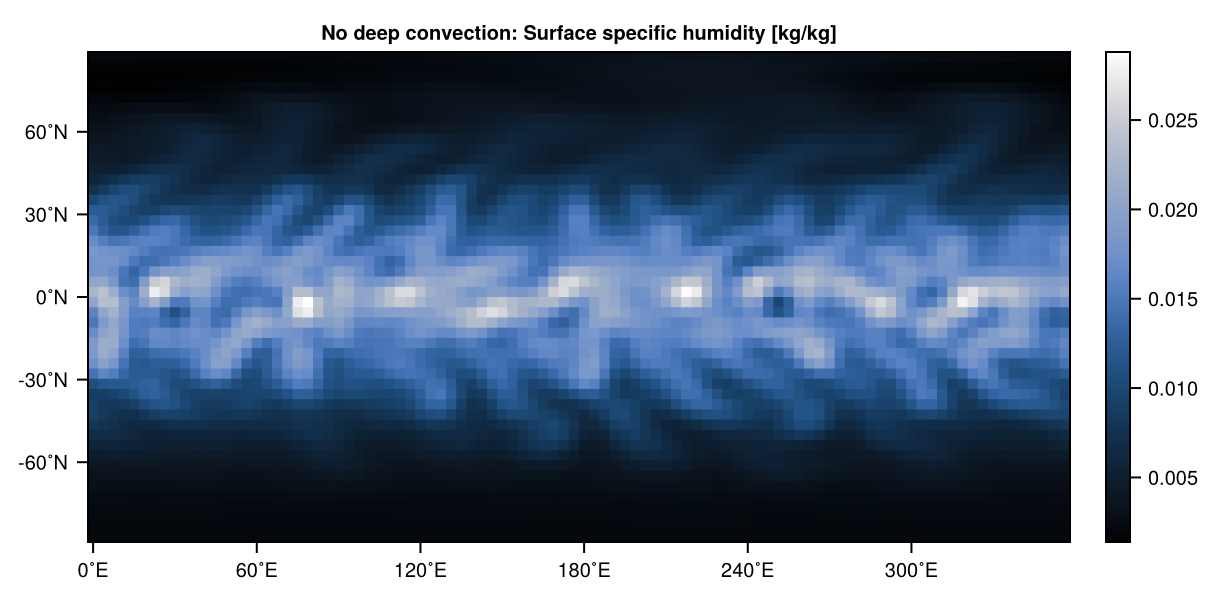 No deep convection: Surface specific humidity [kg/kg]
60˚N
30˚N
0˚N
-30˚N
-60˚N
0˚E
60˚E
120˚E
180˚E
240˚E
300˚E
0.025
0.020
0.015
0.010
0.005